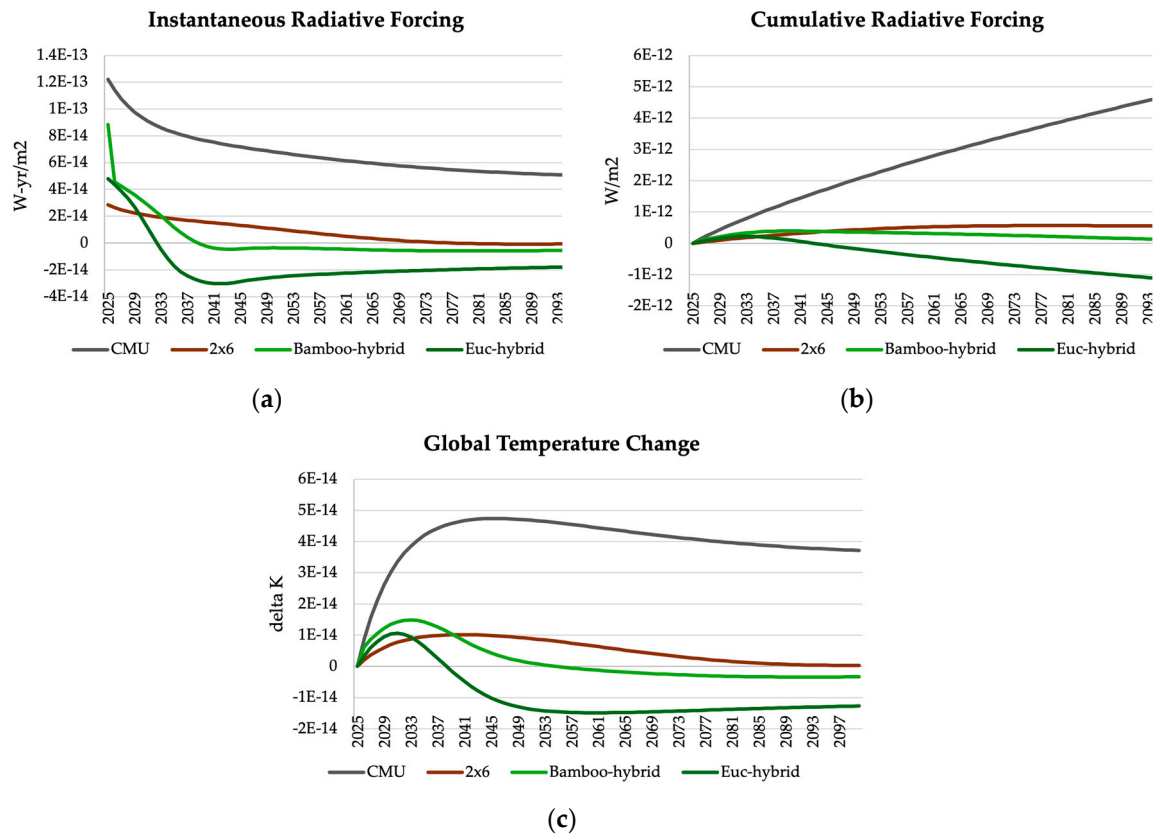 Instantaneous Radiative Forcing
1.4E-13
1.2E-13
1E-13
8E-14
6E-14
4E-14
2E-14
0
-2E-14
-4E-14
W-yr/m2
2025
2029
2033
2037
2041
2045
2049
2053
2057
2061
2065
2069
2073
2077
2081
2085
2089
2093
CMU 2x6 Bamboo-hybrid Euc-hybrid
(a)
Cumulative Radiative Forcing
6E-12
5E-12
4E-12
3E-12
2E-12
1E-12
0
-1E-12
-2E-12
W/m2
2025
2029
2033
2037
2041
2045
2049
2053
2057
2061
2065
2069
2073
2077
2081
2085
2089
2093
CMU 2x6 Bamboo-hybrid Euc-hybrid
(b)
Global Temperature Change
6E-14
5E-14
4E-14
3E-14
2E-14
1E-14
0
-1E-14
-2E-14
delta K
2025
2029
2033
2037
2041
2045
2049
2053
2057
2061
2065
2069
2073
2077
2081
2085
2089
2093
2097
CMU 2x6 Bamboo-hybrid Euc-hybrid
(c)